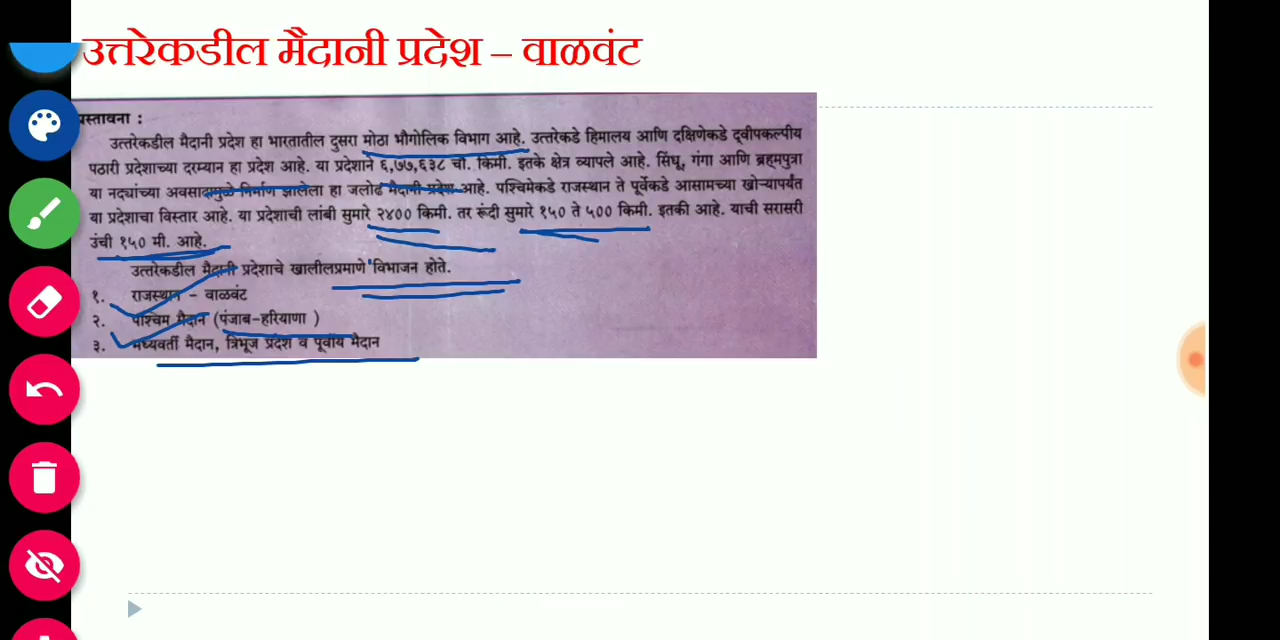 उत्तरेकडील मैदानी प्रदेश – वाळवंट
स्तावना :
उत्तरेकडील मैदानी प्रदेश हा भारतातील दुसरा मोठा भौगोलिक विभाग आहे. उत्तरेकडे हिमालय आणि दक्षिणेकडे द्वीपकल्पीय
पठारी प्रदेशाच्या दरम्यान हा प्रदेश आहे. या प्रदेशाने ६,७७,६३८ चौ. किमी. इतके क्षेत्र व्यापले आहे. सिंधू, गंगा आणि ब्रह्मपुत्रा
या नद्यांच्या अवसादामुळे निर्माण झालेला हा जलोढ मैदानी प्रदेश आहे. पश्चिमेकडे राजस्थान ते पूर्वेकडे आसामच्या खोऱ्यापर्यंत
या प्रदेशाचा विस्तार आहे. या प्रदेशाची लांबी सुमारे २४०० किमी. तर रूंदी सुमारे १५० ते ५०० किमी. इतकी आहे. याची सरासरी
उंची १५० मी. आहे.
उत्तरेकडील मैदानी प्रदेशाचे खालीलप्रमाणे विभाजन होते.
१. राजस्थान - वाळवंट
२. पश्चिम मैदान (पंजाब-हरियाणा )
३. मध्यवर्ती मैदान, त्रिभूज प्रदेश व पूर्वीय मैदान